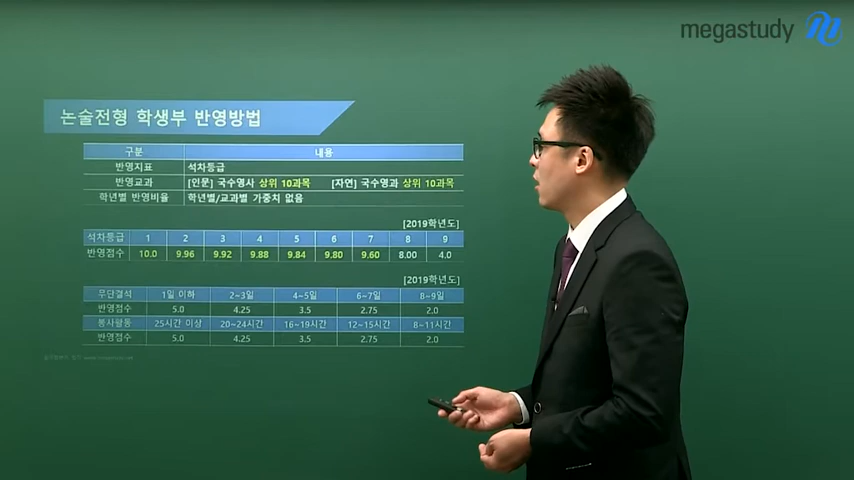 megastudy
논술전형 학생부 반영방법
구분 내용
반영지표 석차등급
반영교과 [인문] 국수영사 상위 10과목 [자연] 국수영과 상위 10과목
학년별 반영비율 학년별/교과별 가중치 없음
[2019학년도]
석차등급 1 2 3 4 5 6 7 8 9
반영점수 10.0 9.96 9.92 9.88 9.84 9.80 9.60 8.00 4.0
[2019학년도]
무단결석 1일 이하 2~3일 4~5일 6~7일 8~9일
반영점수 5.0 4.25 3.5 2.75 2.0
봉사활동 25시간 이상 20~24시간 16~19시간 12~15시간 8~11시간
반영점수 5.0 4.25 3.5 2.75 2.0